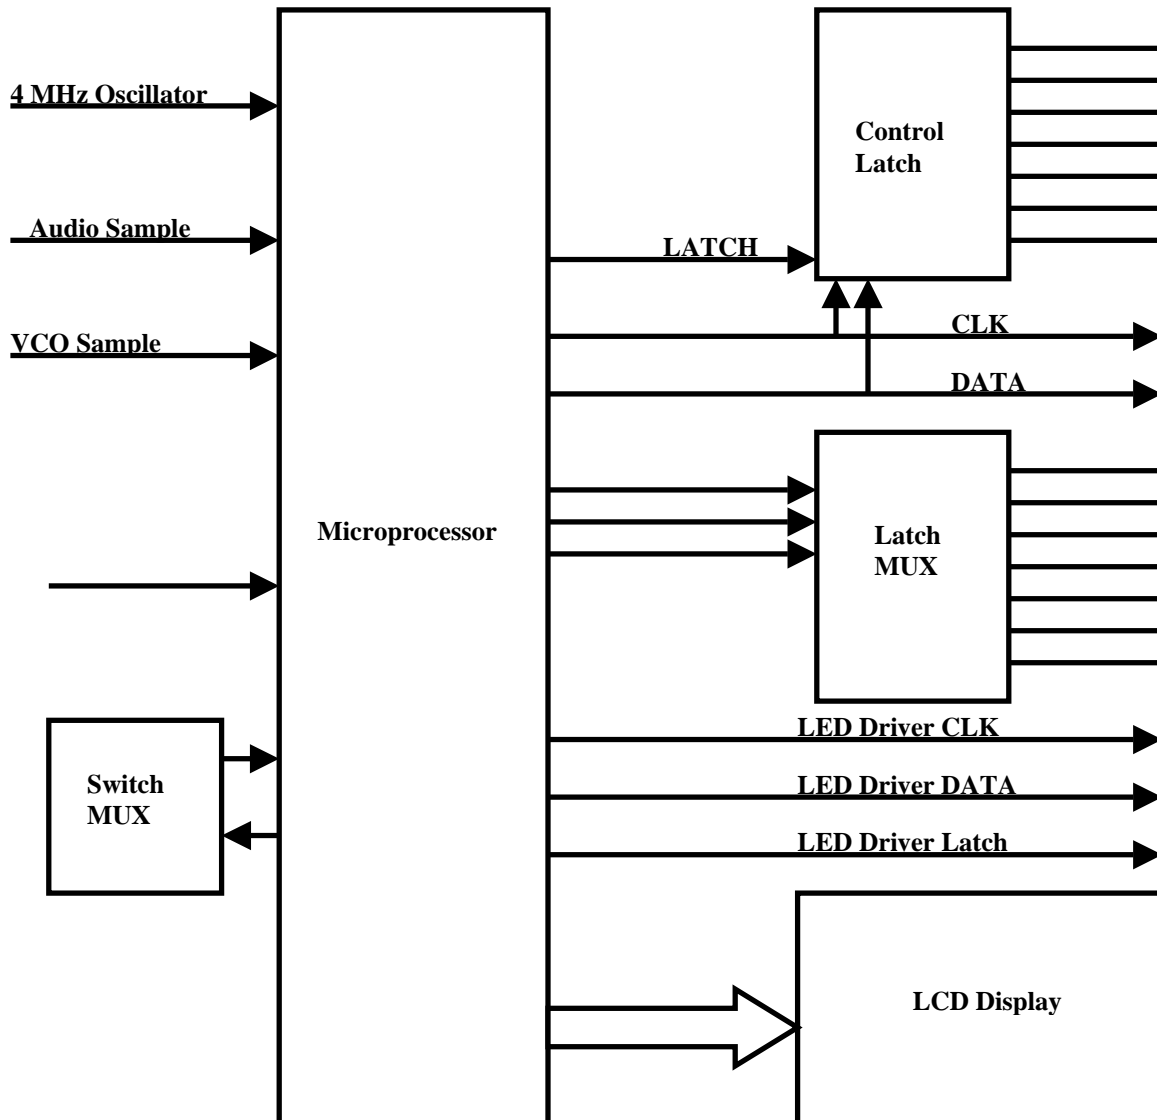 4 MHz Oscillator
Audio Sample
VCO Sample
Microprocessor
Switch
MUX
Control
Latch
LATCH
CLK
DATA
Latch
MUX
LED Driver CLK
LED Driver DATA
LED Driver Latch
LCD Display